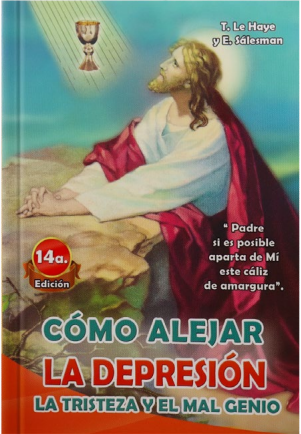 T. Le Haye
y E. Sálesman
" Padre
si es posible
aparta de Mí
este cáliz
de amargura".
14a.
Edición
CÓMO ALEJAR
LA DEPRESIÓN
LA TRISTEZA Y EL MAL GENIO